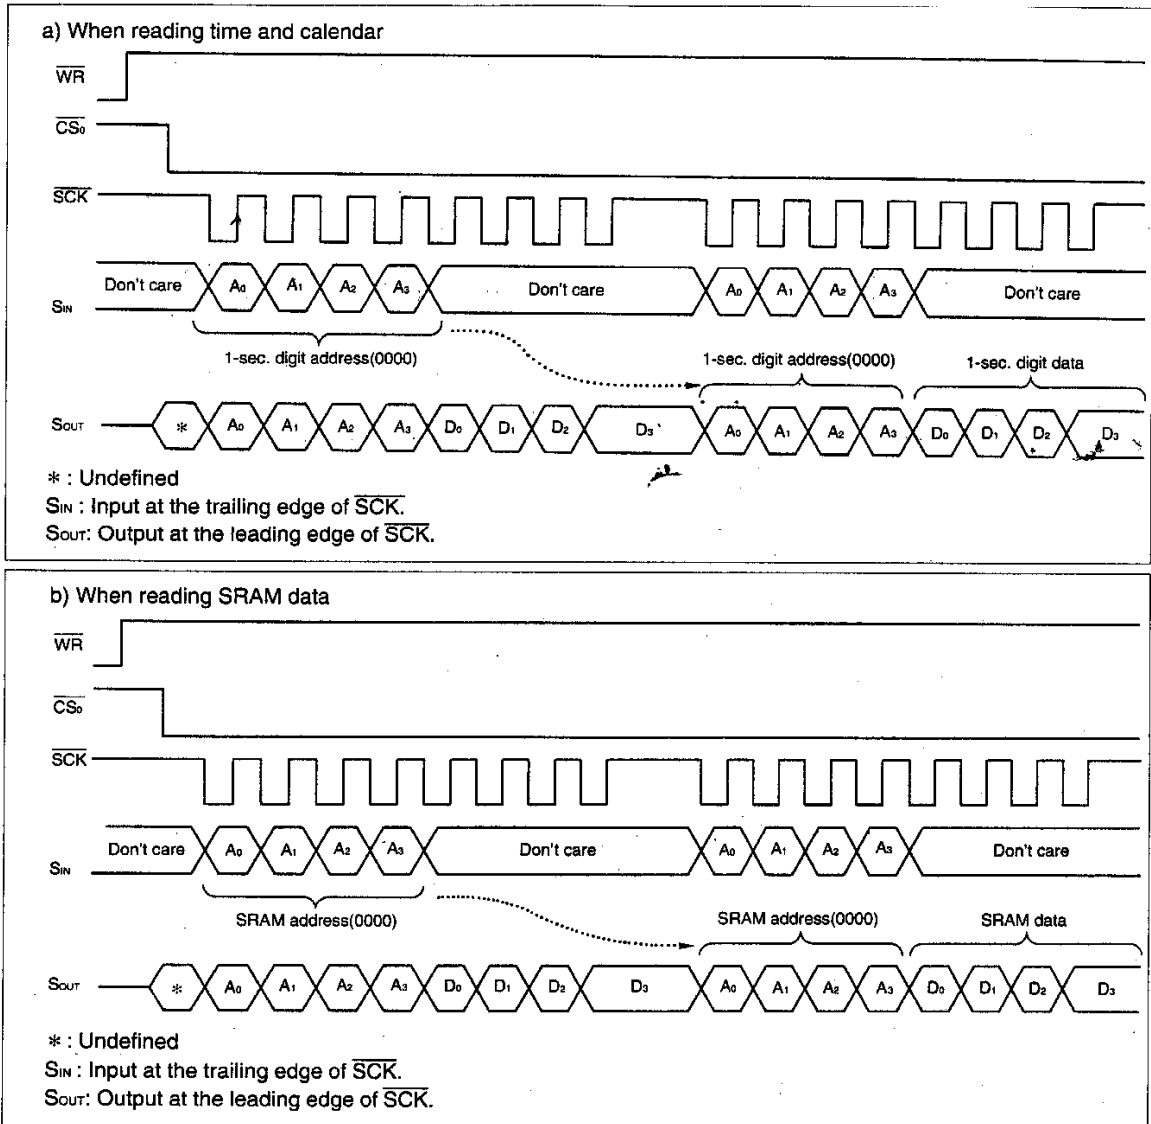 a) When reading time and calendar
WR
CS₀
SCK
Don't care A₀ A₁ A₂ A₃ Don't care A₀ A₁ A₂ A₃ Don't care
SIN
1-sec. digit address(0000)
1-sec. digit address(0000) 1-sec. digit data
SOUT * A₀ A₁ A₂ A₃ D₀ D₁ D₂ D₃ A₀ A₁ A₂ A₃ D₀ D₁ D₂ D₃
* : Undefined
SIN : Input at the trailing edge of SCK.
SOUT: Output at the leading edge of SCK.
b) When reading SRAM data
WR
CS₀
SCK
Don't care A₀ A₁ A₂ A₃ Don't care A₀ A₁ A₂ A₃ Don't care
SIN
SRAM address(0000)
SRAM address(0000) SRAM data
SOUT * A₀ A₁ A₂ A₃ D₀ D₁ D₂ D₃ A₀ A₁ A₂ A₃ D₀ D₁ D₂ D₃
* : Undefined
SIN : Input at the trailing edge of SCK.
SOUT: Output at the leading edge of SCK.